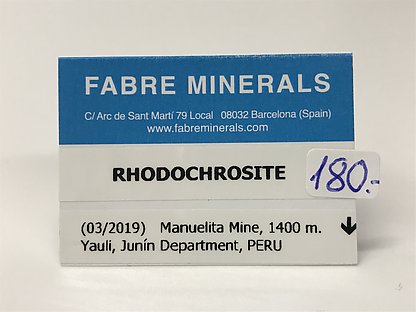 FABRE MINERALS
C/ Arc de Sant Martí 79 Local 08032 Barcelona (Spain)
www.fabreminerals.com
RHODOCHROSITE 180.-
(03/2019) Manuelita Mine, 1400 m. ↓
Yauli, Junín Department, PERU